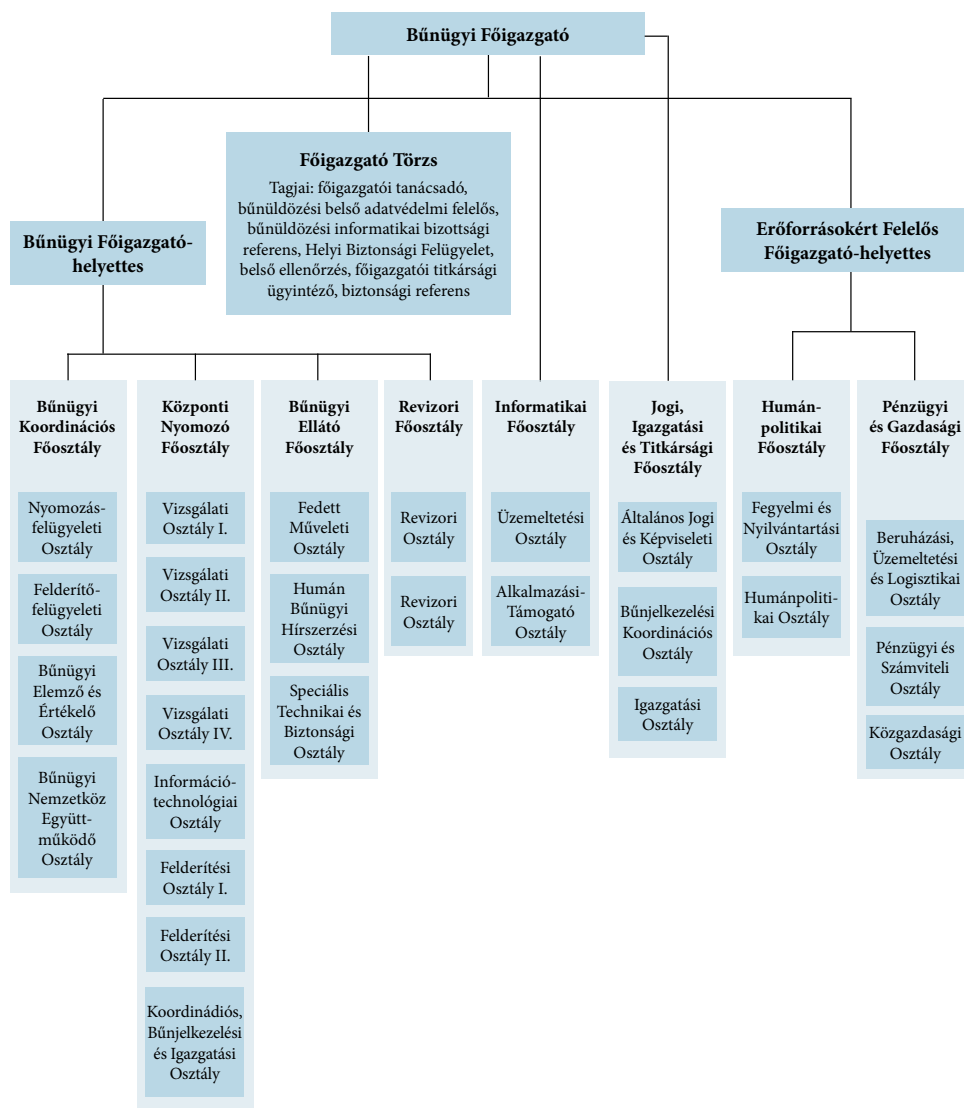 Bűnügyi Főigazgató
Főigazgató Törzs
Tagjai: főigazgatói tanácsadó,
bűnüldözési belső adatvédelmi felelős,
bűnüldözési informatikai bizottsági
referens, Helyi Biztonsági Felügyelet,
belső ellenőrzés, főigazgatói titkársági
ügyintéző, biztonsági referens
Bűnügyi Főigazgató-
helyettes
Erőforrásokért Felelős
Főigazgató-helyettes
Bűnügyi
Koordinációs
Főosztály
Nyomozás-
felügyeleti
Osztály
Felderítő-
felügyeleti
Osztály
Bűnügyi
Elemző és
Értékelő
Osztály
Bűnügyi
Nemzetköz
Együtt-
működő
Osztály
Központi
Nyomozó
Főosztály
Vizsgálati
Osztály I.
Vizsgálati
Osztály II.
Vizsgálati
Osztály III.
Vizsgálati
Osztály IV.
Információ-
technológiai
Osztály
Felderítési
Osztály I.
Felderítési
Osztály II.
Koordinádiós,
Bűnjelkezelési
és Igazgatási
Osztály
Bűnügyi
Ellátó
Főosztály
Fedett
Műveleti
Osztály
Humán
Bűnügyi
Hírszerzési
Osztály
Speciális
Technikai és
Biztonsági
Osztály
Revizori
Főosztály
Revizori
Osztály
Revizori
Osztály
Informatikai
Főosztály
Üzemeltetési
Osztály
Alkalmazási-
Támogató
Osztály
Jogi,
Igazgatási
és Titkársági
Főosztály
Általános Jogi
és Képviseleti
Osztály
Bűnjelkezelési
Koordinációs
Osztály
Igazgatási
Osztály
Humán-
politikai
Főosztály
Fegyelmi és
Nyilvántartási
Osztály
Humánpoliti-
kai Osztály
Pénzügyi
és Gazdasági
Főosztály
Beruházási,
Üzemeltetési
és Logisztikai
Osztály
Pénzügyi és
Számviteli
Osztály
Közgazdasági
Osztály